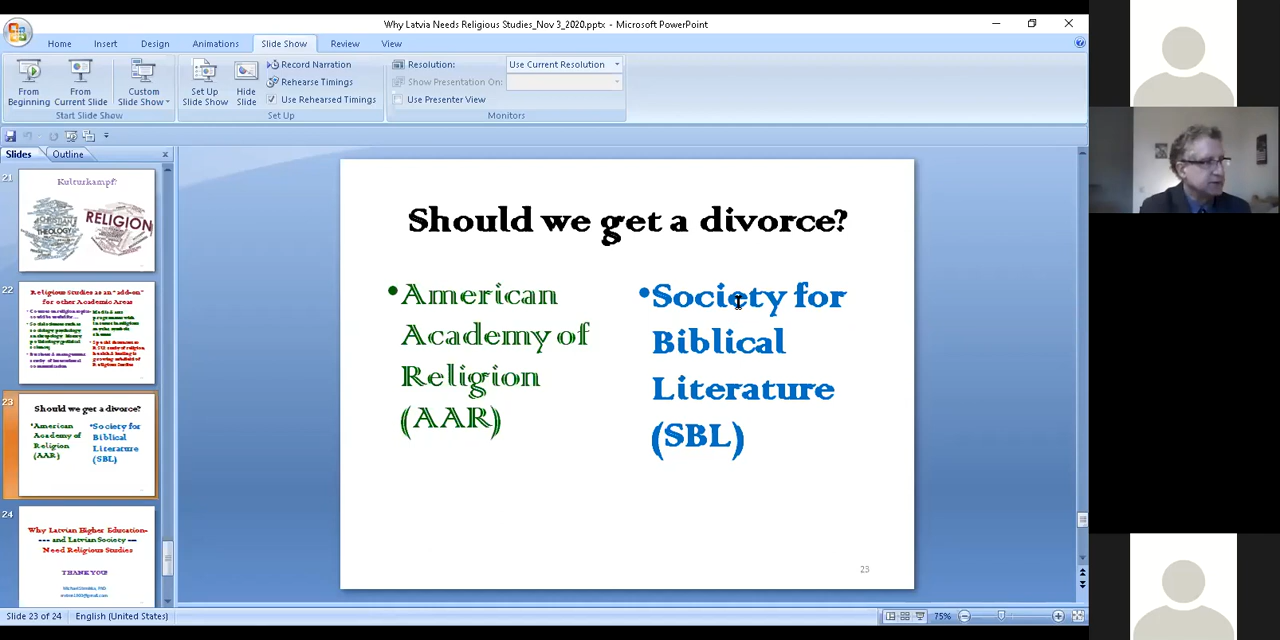 Why Latvia Needs Religious Studies_Nov 3_2020.pptx - Microsoft PowerPoint
Home Insert Design Animations Slide Show Review View
From Beginning
From Current Slide
Custom Slide Show
Start Slide Show
Set Up Slide Show
Hide Slide
Record Narration
Rehearse Timings
Use Rehearsed Timings
Set Up
Resolution: Use Current Resolution
Show Presentation On:
Use Presenter View
Monitors
Slides Outline
21
Kulturkampf?
RELIGION
22
Religious Studies as an "add-on"
for other Academic Areas
23
Should we get a divorce?
•American
Academy of
Religion
(AAR)
•Society for
Biblical
Literature
(SBL)
24
Why Latvian Higher Education-
--- and Latvian Society ---
Need Religious Studies
THANK YOU!
Should we get a divorce?
•American
Academy of
Religion
(AAR)
•Society for
Biblical
Literature
(SBL)
23
Slide 23 of 24 English (United States) 75%